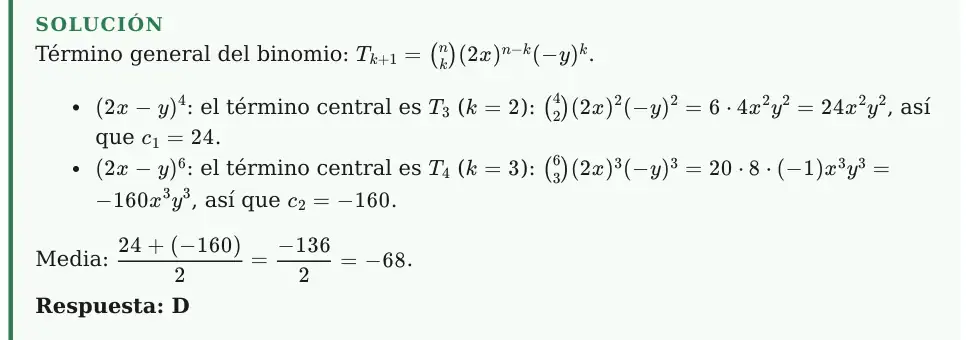 SOLUCIÓN
Término general del binomio: $T_{k+1} = \binom{n}{k}(2x)^{n-k}(-y)^k$.
• $(2x - y)^4$: el término central es $T_3$ ($k = 2$): $\binom{4}{2}(2x)^2(-y)^2 = 6 \cdot 4x^2y^2 = 24x^2y^2$, así
que $c_1 = 24$.
• $(2x - y)^6$: el término central es $T_4$ ($k = 3$): $\binom{6}{3}(2x)^3(-y)^3 = 20 \cdot 8 \cdot (-1)x^3y^3 =$
$-160x^3y^3$, así que $c_2 = -160$.
Media: $\frac{24 + (-160)}{2} = \frac{-136}{2} = -68$.
Respuesta: D